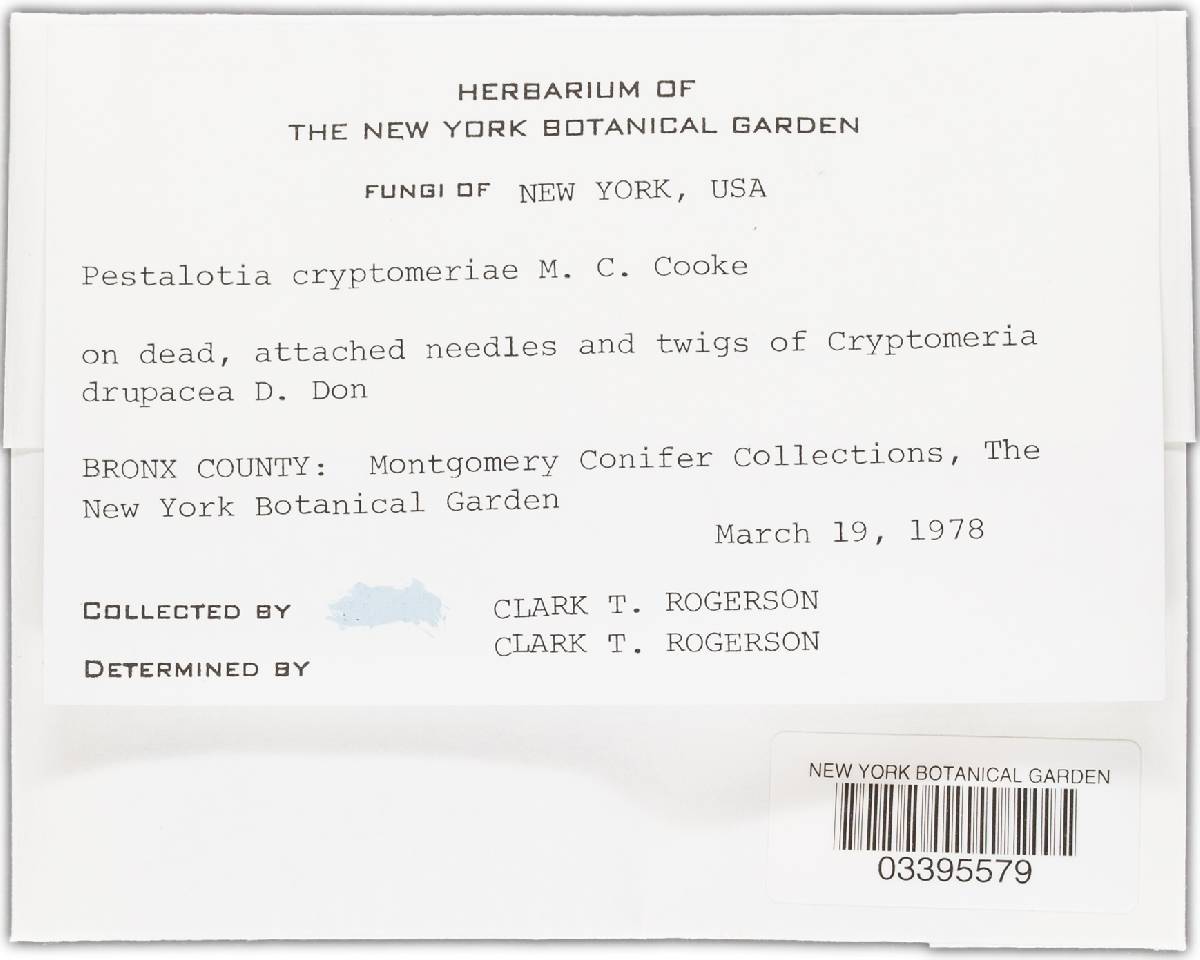 HERBARIUM OF
THE NEW YORK BOTANICAL GARDEN
FUNGI OF NEW YORK, USA
Pestalotia cryptomeriae M. C. Cooke
on dead, attached needles and twigs of Cryptomeria
drupacea D. Don
BRONX COUNTY: Montgomery Conifer Collections, The
New York Botanical Garden
March 19, 1978
COLLECTED BY CLARK T. ROGERSON
CLARK T. ROGERSON
DETERMINED BY
NEW YORK BOTANICAL GARDEN
03395579